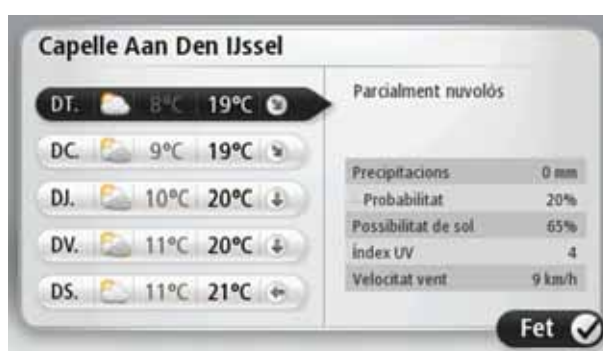 Capelle Aan Den IJssel
DT. 8°C 19°C
DC. 9°C 19°C
DJ. 10°C 20°C
DV. 11°C 20°C
DS. 11°C 21°C
Parcialment nuvolós
Precipitacions 0 mm
Probabilitat 20%
Possibilitat de sol 65%
índex UV 4
Velocitat vent 9 km/h
Fet